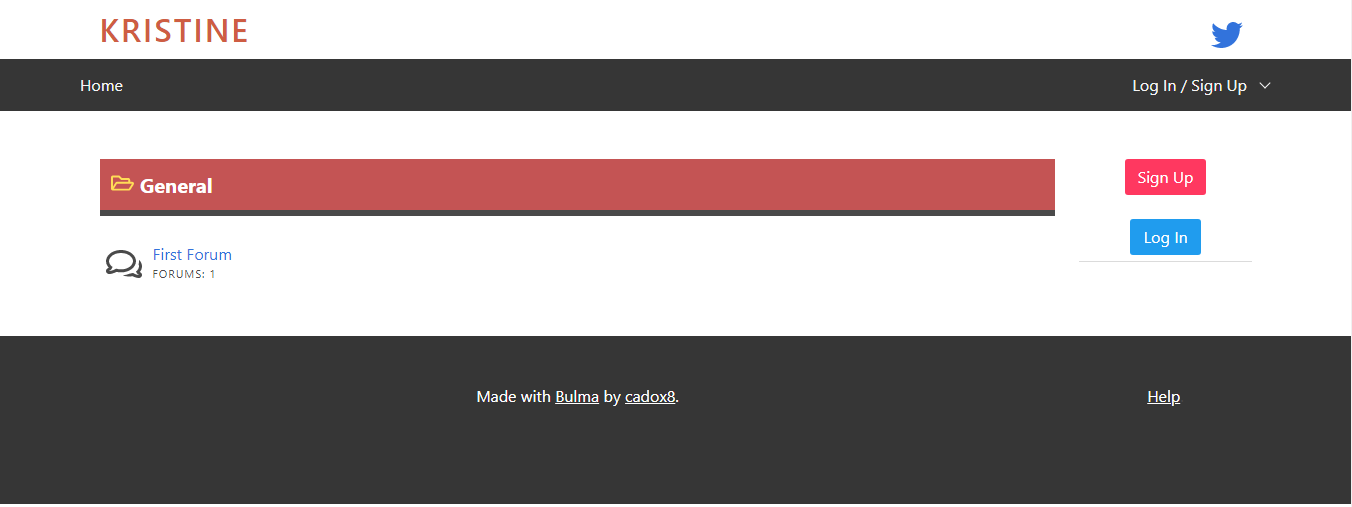 KRISTINE
Home
Log In / Sign Up
General
Sign Up
Log In
First Forum
FORUMS: 1
Made with Bulma by cadox8.
Help